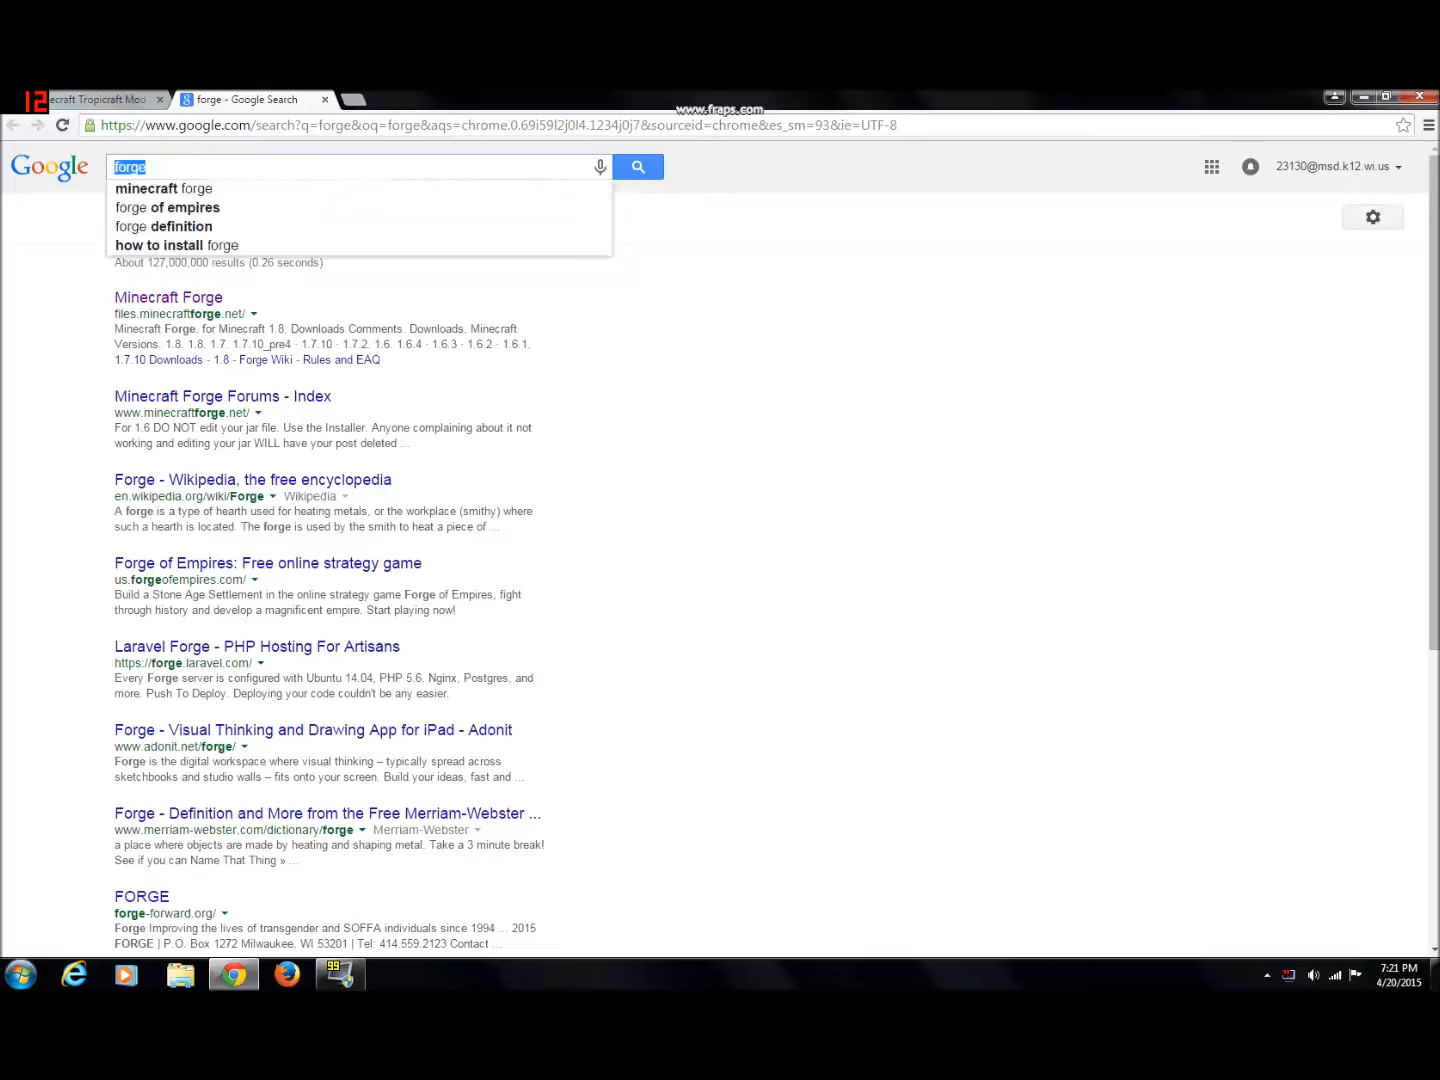 12
ecraft Tropicraft Mod
forge - Google Search
www.fraps.com
https://www.google.com/search?q=forge&oq=forge&aqs=chrome.0.69i59l2j0l4.1234j0j7&sourceid=chrome&es_sm=93&ie=UTF-8
Google
forge
23130@msd.k12.wi.us
minecraft forge
forge of empires
forge definition
how to install forge
About 127,000,000 results (0.26 seconds)
Minecraft Forge
files.minecraftforge.net/
Minecraft Forge. for Minecraft 1.8. Downloads Comments. Downloads. Minecraft
Versions. 1.8. 1.8. 1.7. 1.7.10_pre4 · 1.7.10 · 1.7.2. 1.6. 1.6.4 · 1.6.3 · 1.6.2 · 1.6.1.
1.7.10 Downloads - 1.8 - Forge Wiki - Rules and EAQ
Minecraft Forge Forums - Index
www.minecraftforge.net/
For 1.6 DO NOT edit your jar file. Use the Installer. Anyone complaining about it not
working and editing your jar WILL have your post deleted ...
Forge - Wikipedia, the free encyclopedia
en.wikipedia.org/wiki/Forge Wikipedia
A forge is a type of hearth used for heating metals, or the workplace (smithy) where
such a hearth is located. The forge is used by the smith to heat a piece of ...
Forge of Empires: Free online strategy game
us.forgeofempires.com/
Build a Stone Age Settlement in the online strategy game Forge of Empires, fight
through history and develop a magnificent empire. Start playing now!
Laravel Forge - PHP Hosting For Artisans
https://forge.laravel.com/
Every Forge server is configured with Ubuntu 14.04, PHP 5.6, Nginx, Postgres, and
more. Push To Deploy. Deploying your code couldn't be any easier.
Forge - Visual Thinking and Drawing App for iPad - Adonit
www.adonit.net/forge/
Forge is the digital workspace where visual thinking – typically spread across
sketchbooks and studio walls – fits onto your screen. Build your ideas, fast and ...
Forge - Definition and More from the Free Merriam-Webster ...
www.merriam-webster.com/dictionary/forge Merriam-Webster
a place where objects are made by heating and shaping metal. Take a 3 minute break!
See if you can Name That Thing » ...
FORGE
forge-forward.org/
Forge Improving the lives of transgender and SOFFA individuals since 1994 ... 2015
FORGE | P.O. Box 1272 Milwaukee, WI 53201 | Tel: 414.559.2123 Contact ...
99
7:21 PM
4/20/2015